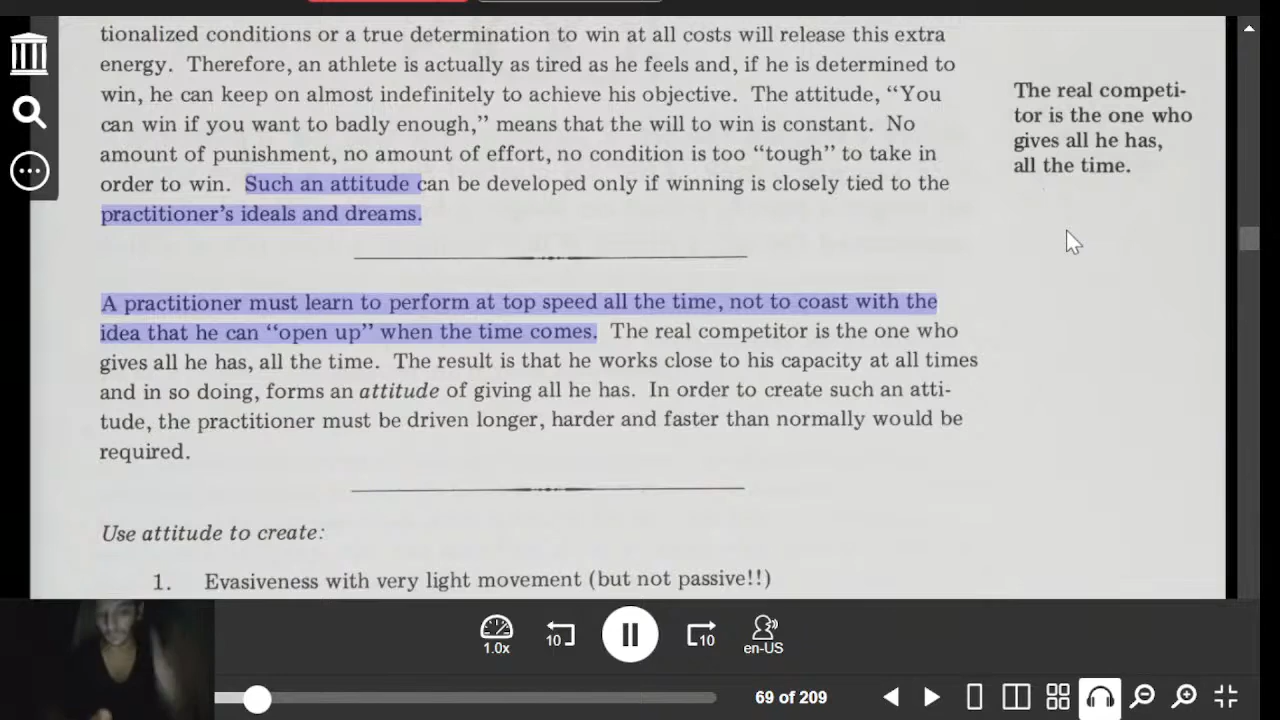 tionalized conditions or a true determination to win at all costs will release this extra
energy. Therefore, an athlete is actually as tired as he feels and, if he is determined to
win, he can keep on almost indefinitely to achieve his objective. The attitude, “You
can win if you want to badly enough,” means that the will to win is constant. No
amount of punishment, no amount of effort, no condition is too “tough” to take in
order to win. Such an attitude can be developed only if winning is closely tied to the
practitioner’s ideals and dreams.
The real competi-
tor is the one who
gives all he has,
all the time.
A practitioner must learn to perform at top speed all the time, not to coast with the
idea that he can “open up” when the time comes. The real competitor is the one who
gives all he has, all the time. The result is that he works close to his capacity at all times
and in so doing, forms an attitude of giving all he has. In order to create such an atti-
tude, the practitioner must be driven longer, harder and faster than normally would be
required.
Use attitude to create:
1. Evasiveness with very light movement (but not passive!!)
1.0x
10
10
en-US
69 of 209